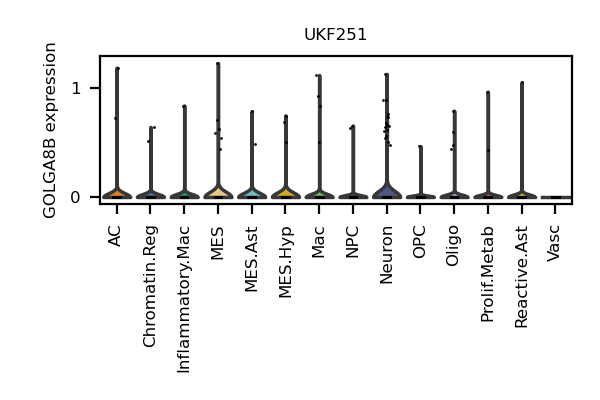 UKF251
GOLGA8B expression
1
0
AC
Chromatin.Reg
Inflammatory.Mac
MES
MES.Ast
MES.Hyp
Mac
NPC
Neuron
OPC
Oligo
Prolif.Metab
Reactive.Ast
Vasc